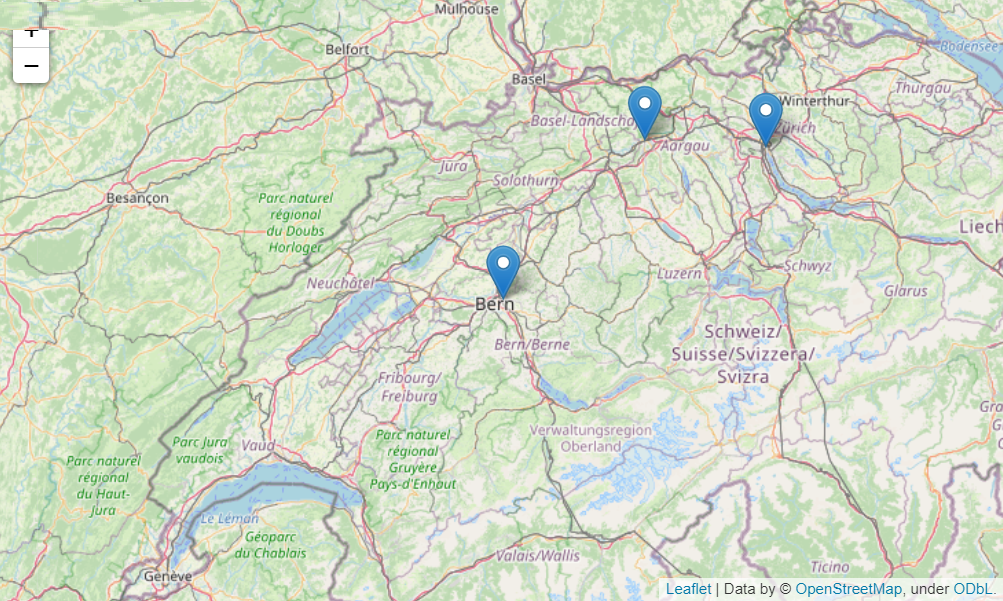 Mulhouse
+
−
Belfort
Bodensee
Basel
Thurgau
Winterthur
Basel-Landscha
Zürich
Aargau
Jura
Solothurn
Besançon
Parc naturel
régional
du Doubs
Horloger
Liech
Neuchâtel
Luzern
Schwyz
Glarus
Bern
Schweiz/
Suisse/Svizzera/
Svizra
Bern/Berne
Fribourg/
Freiburg
Gra
G
Verwaltungsregion
Oberland
Parc Jura
vaudois
Vaud
Parc naturel
régional
Gruyère
Pays-d'Enhaut
Parc naturel
régional
du Haut-
Jura
Le Léman
Géoparc
du Chablais
Valais/Wallis
Ticino
Genève
Leaflet | Data by © OpenStreetMap, under ODbL.